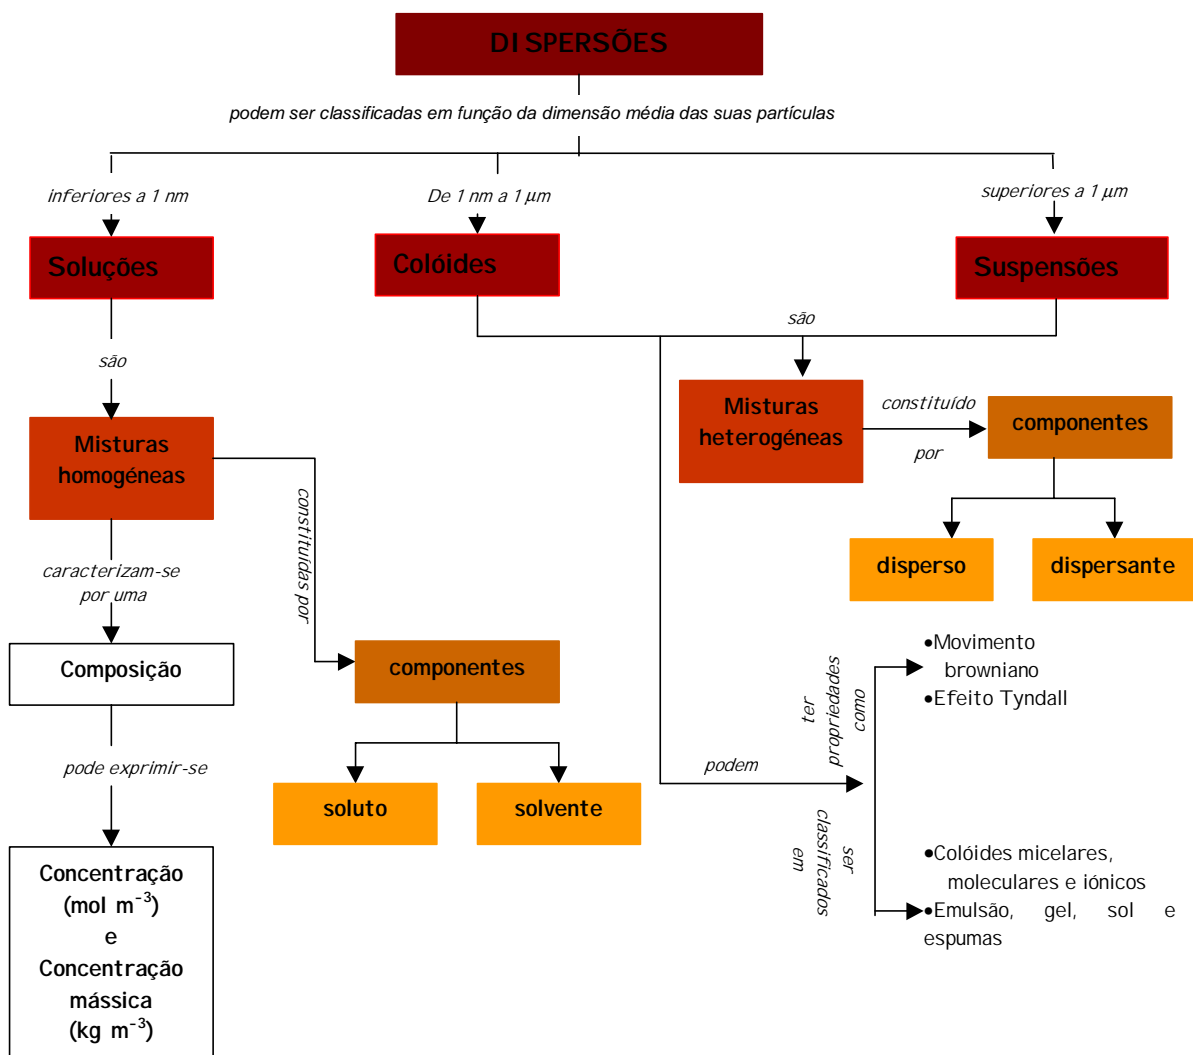 DISPERSÕES
podem ser classificadas em função da dimensão média das suas partículas
inferiores a 1 nm
De 1 nm a 1 μm
superiores a 1 μm
Soluções
Colóides
Suspensões
são
são
Misturas
homogéneas
Misturas
heterogéneas
constituído
por
componentes
disperso
dispersante
constituídas por
caracterizam-se
por uma
Composição
componentes
pode exprimir-se
soluto
solvente
podem
ter
propriedades
como
•Movimento
browniano
•Efeito Tyndall
ser
classificados
em
•Colóides micelares,
moleculares e iónicos
•Emulsão, gel, sol e
espumas
Concentração
(mol m⁻³)
e
Concentração
mássica
(kg m⁻³)